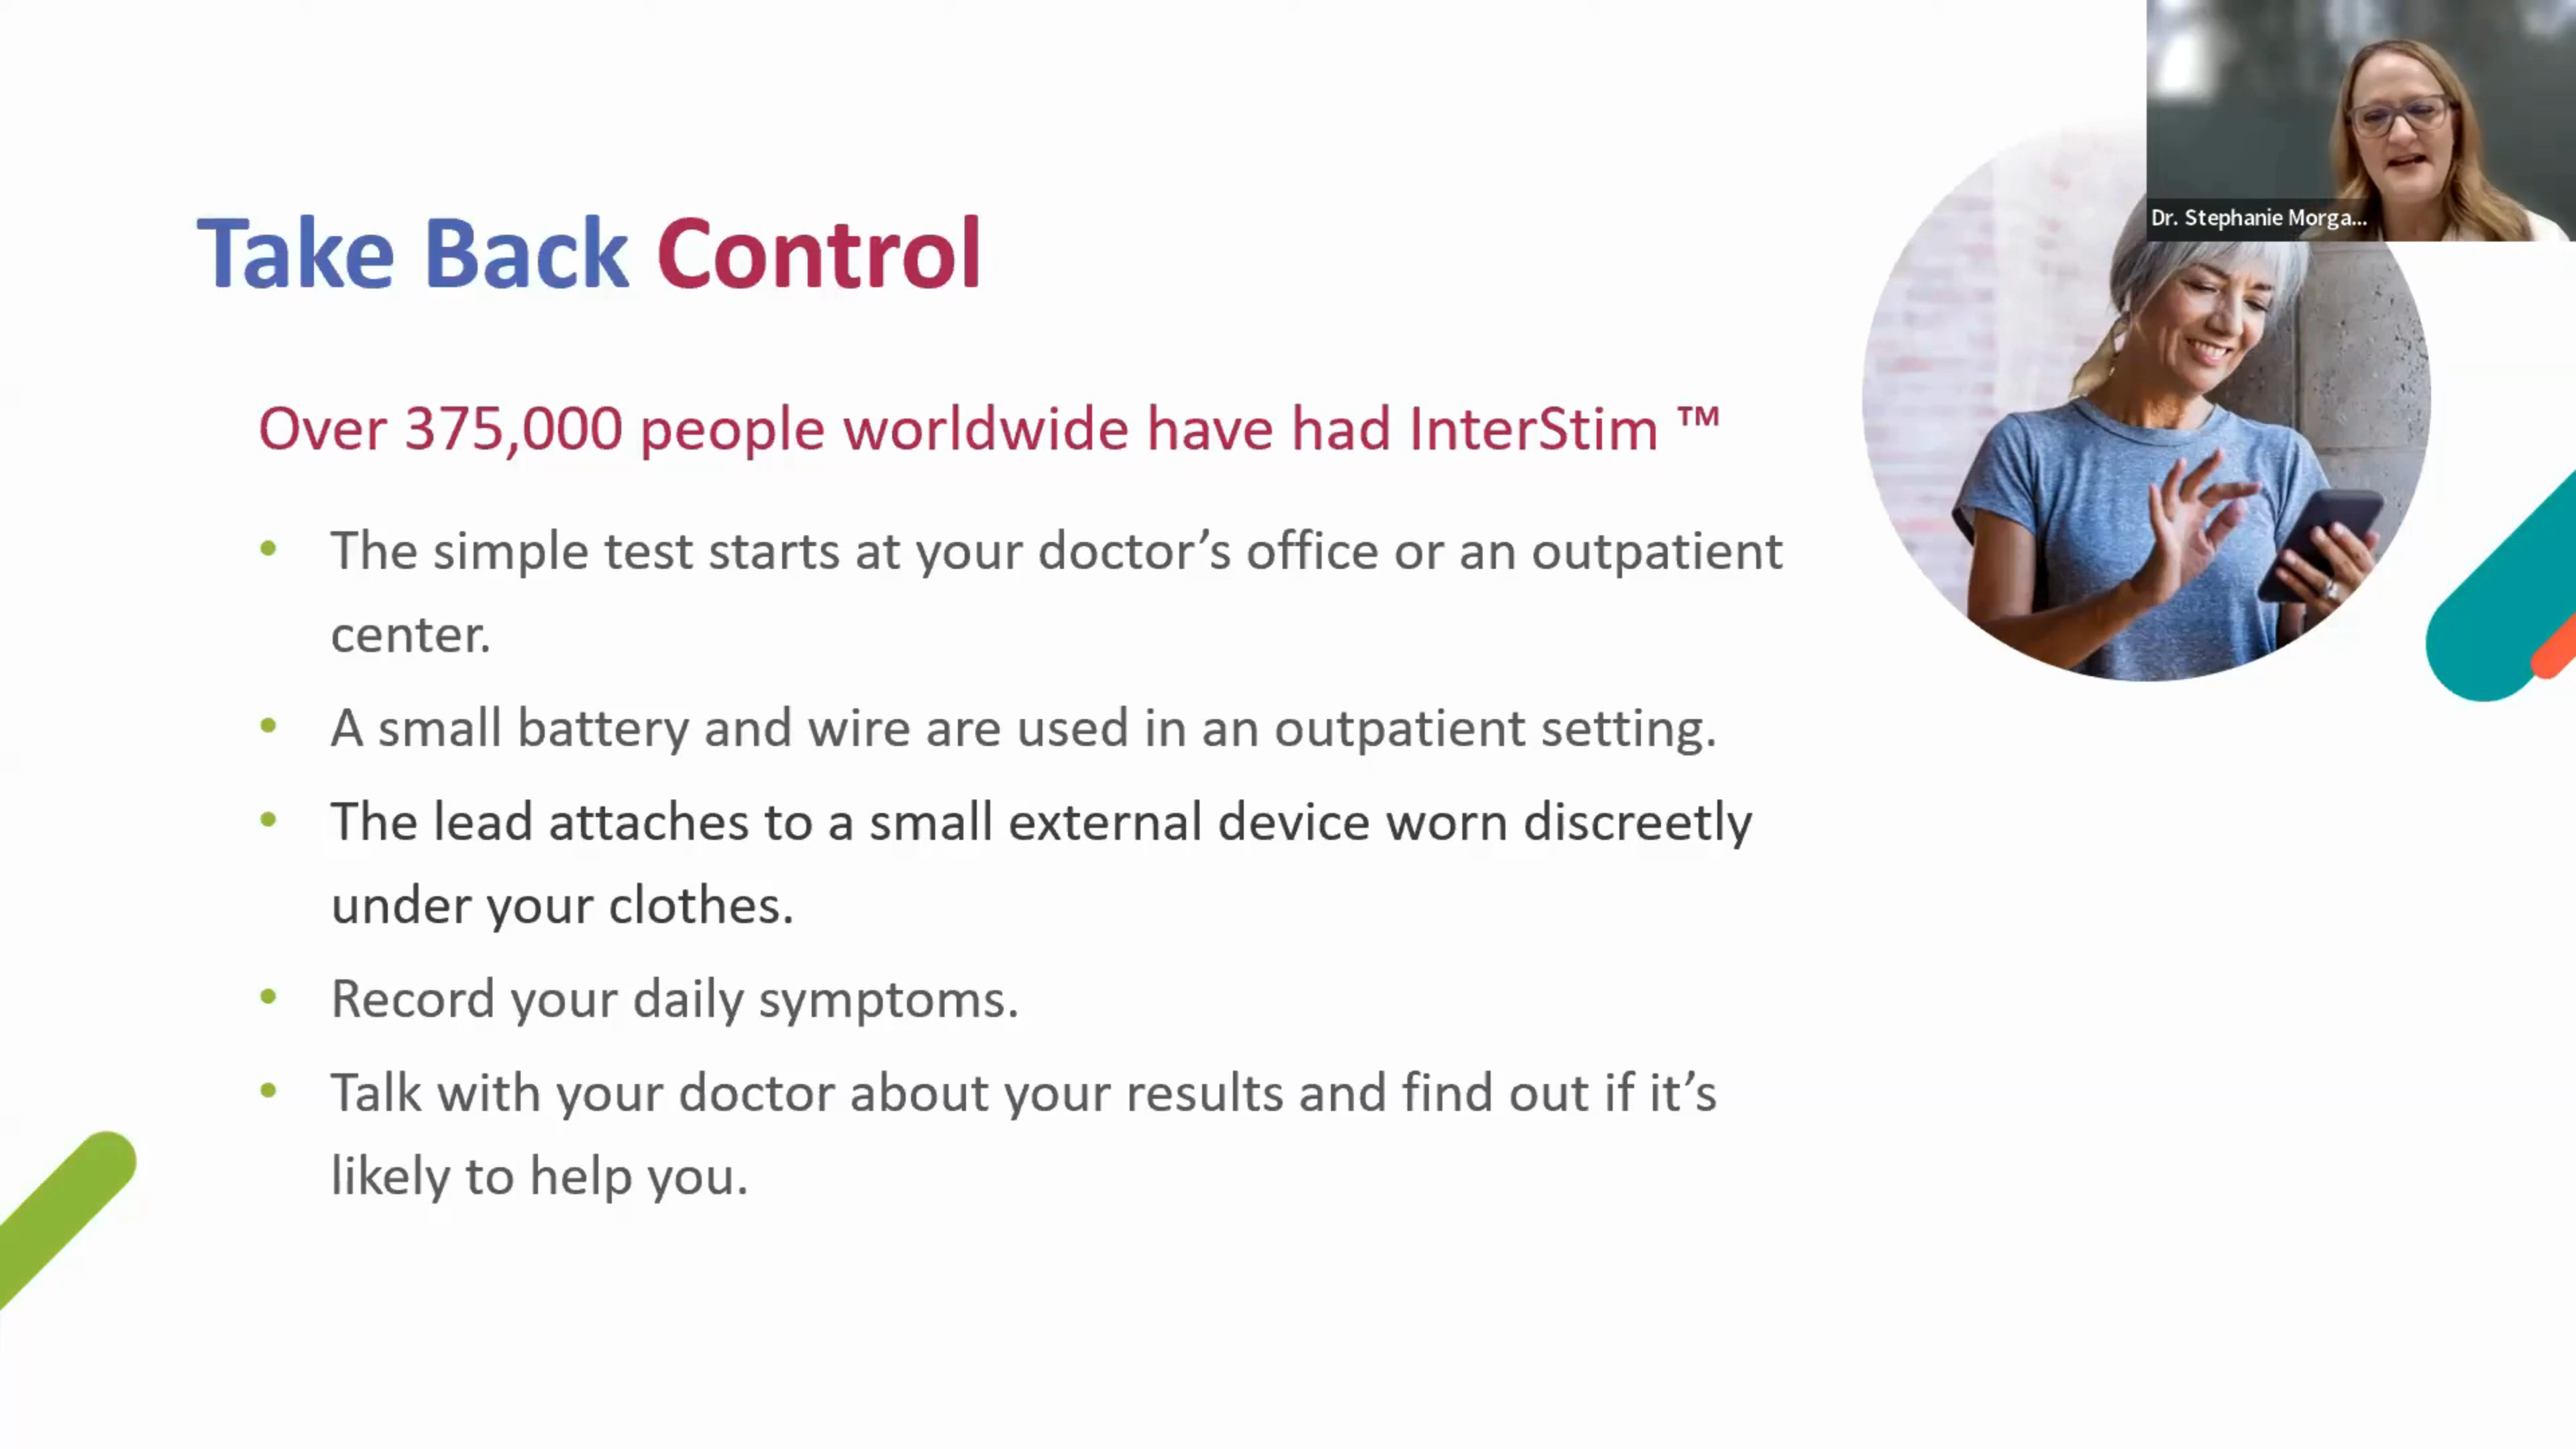 Dr. Stephanie Morga...
Take Back Control
Over 375,000 people worldwide have had InterStim ™
• The simple test starts at your doctor’s office or an outpatient
center.
• A small battery and wire are used in an outpatient setting.
• The lead attaches to a small external device worn discreetly
under your clothes.
• Record your daily symptoms.
• Talk with your doctor about your results and find out if it’s
likely to help you.